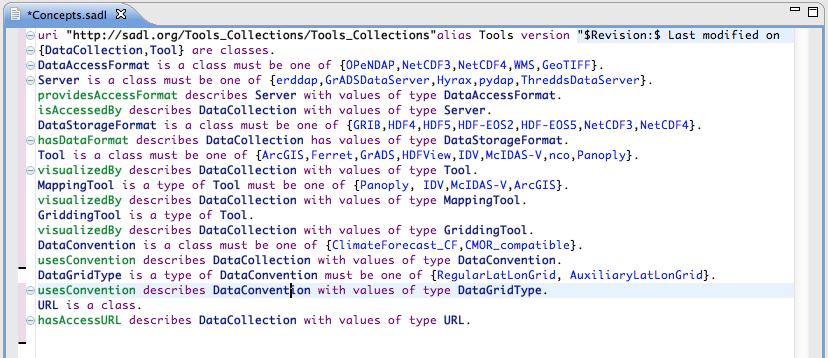 *Concepts.sadl
uri "http://sadl.org/Tools_Collections/Tools_Collections"alias Tools version "$Revision:$ Last modified on
{DataCollection,Tool} are classes.
DataAccessFormat is a class must be one of {OPeNDAP,NetCDF3,NetCDF4,WMS,GeoTIFF}.
Server is a class must be one of {erddap,GrADSDataServer,Hyrax,pydap,ThreddsDataServer}.
providesAccessFormat describes Server with values of type DataAccessFormat.
isAccessedBy describes DataCollection with values of type Server.
DataStorageFormat is a class must be one of {GRIB,HDF4,HDF5,HDF-EOS2,HDF-EOS5,NetCDF3,NetCDF4}.
hasDataFormat describes DataCollection has values of type DataStorageFormat.
Tool is a class must be one of {ArcGIS,Ferret,GrADS,HDFView,IDV,McIDAS-V,nco,Panoply}.
visualizedBy describes DataCollection with values of type Tool.
MappingTool is a type of Tool must be one of {Panoply, IDV,McIDAS-V,ArcGIS}.
visualizedBy describes DataCollection with values of type MappingTool.
GriddingTool is a type of Tool.
visualizedBy describes DataCollection with values of type GriddingTool.
DataConvention is a class must be one of {ClimateForecast_CF,CMOR_compatible}.
usesConvention describes DataCollection with values of type DataConvention.
DataGridType is a type of DataConvention must be one of {RegularLatLonGrid, AuxiliaryLatLonGrid}.
usesConvention describes DataConvention with values of type DataGridType.
URL is a class.
hasAccessURL describes DataCollection with values of type URL.